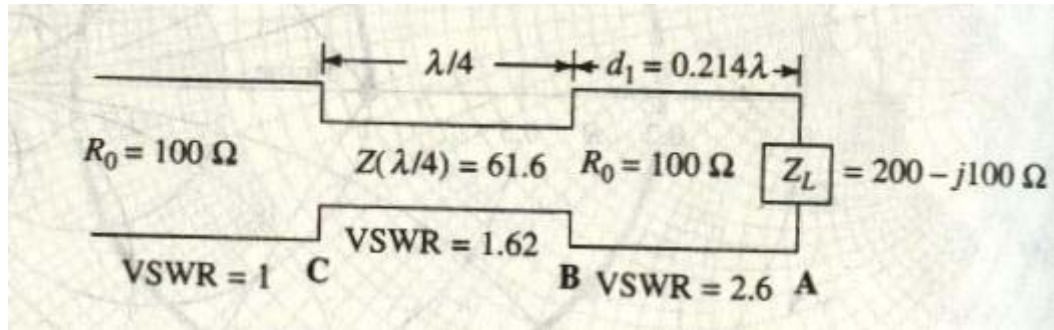 λ/4
d₁ = 0.214λ
R₀ = 100 Ω
Z(λ/4) = 61.6
R₀ = 100 Ω
Z_L
= 200 – j100 Ω
VSWR = 1
C
VSWR = 1.62
B
VSWR = 2.6
A